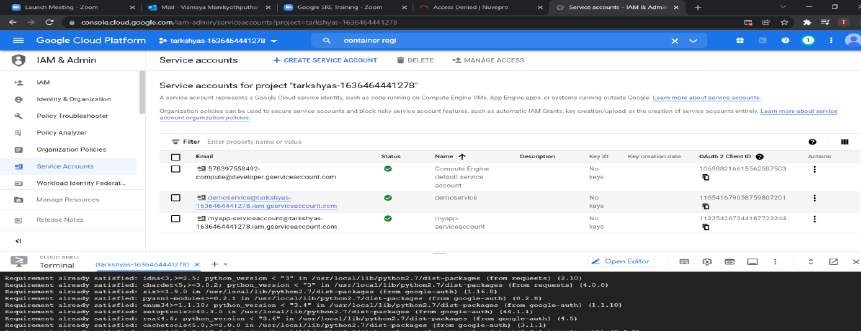 Launch Meeting - Zoom
Mail - Google SRE Training - Zoom
Access Denied | Nuvepro
Service accounts – IAM & Admin
console.cloud.google.com/iam-admin/serviceaccounts?project=tarkshyas-1636464441278
Google Cloud Platform
tarkshyas-1636464441278
container regi
IAM & Admin
Service accounts
+ CREATE SERVICE ACCOUNT
DELETE
MANAGE ACCESS
IAM
Identity & Organization
Policy Troubleshooter
Policy Analyzer
Organization Policies
Service Accounts
Workload Identity Federat...
Manage Resources
Release Notes
Service accounts for project "tarkshyas-1636464441278"
A service account represents a Google Cloud service identity, such as code running on Compute Engine VMs, App Engine apps, or systems running outside Google. Learn more about service accounts.
Organization policies can be used to secure service accounts and block risky service account features, such as automatic IAM Grants, key creation/upload, or the creation of service accounts entirely. Learn more about service
account organization policies.
Filter Enter property name or value
Email Status Name Description Key ID Key creation date OAuth 2 Client ID Actions
578397558492-
compute@developer.gserviceaccount.com
Compute Engine
default service
account
No
keys
demoservice@tarkshyas-
1636464441278.iam.gserviceaccount.com
demoservice
No
keys
116541679058759807201
myapp-serviceaccount@tarkshyas-
1636464441278.iam.gserviceaccount.com
myapp-
serviceaccount
No
keys
CLOUD SHELL
Terminal
(tarkshyas-1636464441278)
Open Editor
Requirement already satisfied: idna<3,>=2.5; python_version < "3" in /usr/local/lib/python2.7/dist-packages (from requests) (2.10)
Requirement already satisfied: chardet<5,>=3.0.2; python_version < "3" in /usr/local/lib/python2.7/dist-packages (from requests) (4.0.0)
Requirement already satisfied: six>=1.9.0 in /usr/local/lib/python2.7/dist-packages (from google-auth)
Requirement already satisfied: pyasn1-modules>=0.2.1 in /usr/local/lib/python2.7/dist-packages (from google-auth) (0.2.8)
Requirement already satisfied: enum34>=1.1.10; python_version < "3.4" in /usr/local/lib/python2.7/dist-packages (from google-auth) (1.1.10)
Requirement already satisfied: setuptools>=40.3.0 in /usr/local/lib/python2.7/dist-packages (from google-auth) (44.1.1)
Requirement already satisfied: rsa<4.6; python_version < "3.6" in /usr/local/lib/python2.7/dist-packages (from google-auth) (4.5)
Requirement already satisfied: cachetools<5.0,>=2.0.0 in /usr/local/lib/python2.7/dist-packages (from google-auth) (3.1.1)